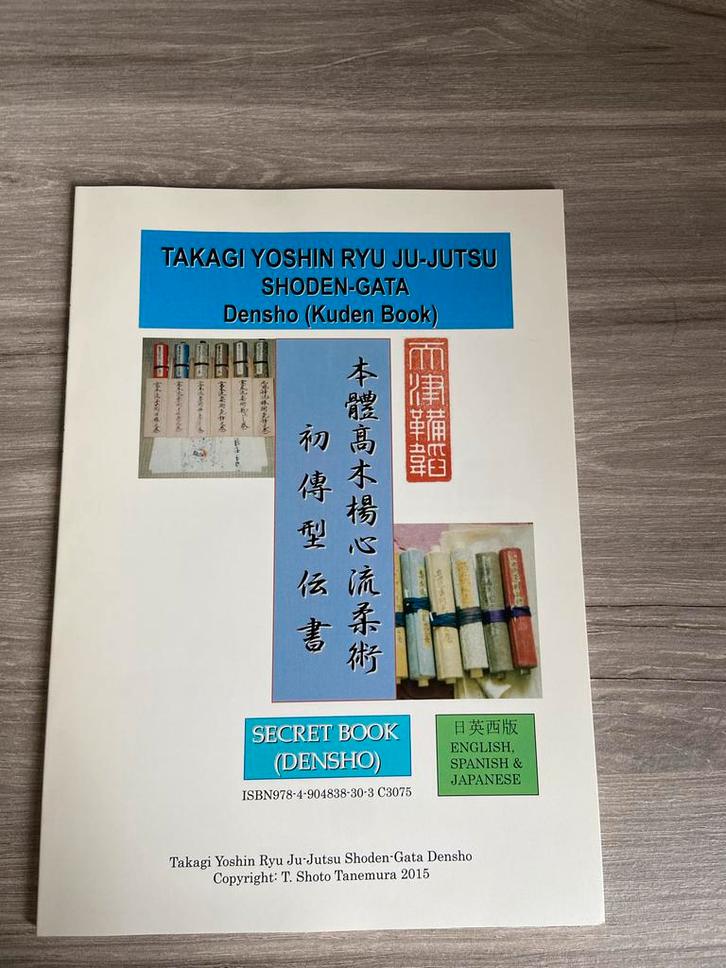 TAKAGI YOSHIN RYU JU-JUTSU
SHODEN-GATA
Densho (Kuden Book)
本體高木楊心流柔術
初傳型伝書
SECRET BOOK
(DENSHO)
日英西版
ENGLISH,
SPANISH &
JAPANESE
ISBN978-4-904838-30-3 C3075
Takagi Yoshin Ryu Ju-Jutsu Shoden-Gata Densho
Copyright: T. Shoto Tanemura 2015